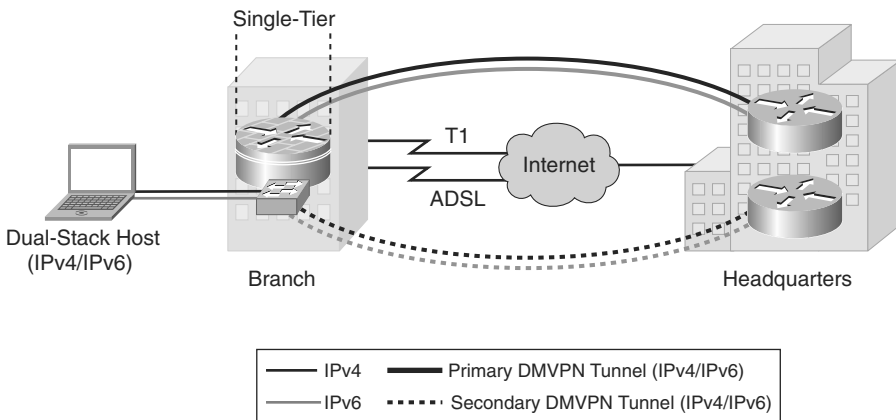 Single-Tier
T1
Internet
ADSL
Dual-Stack Host
(IPv4/IPv6)
Branch
Headquarters
IPv4
Primary DMVPN Tunnel (IPv4/IPv6)
IPv6
Secondary DMVPN Tunnel (IPv4/IPv6)